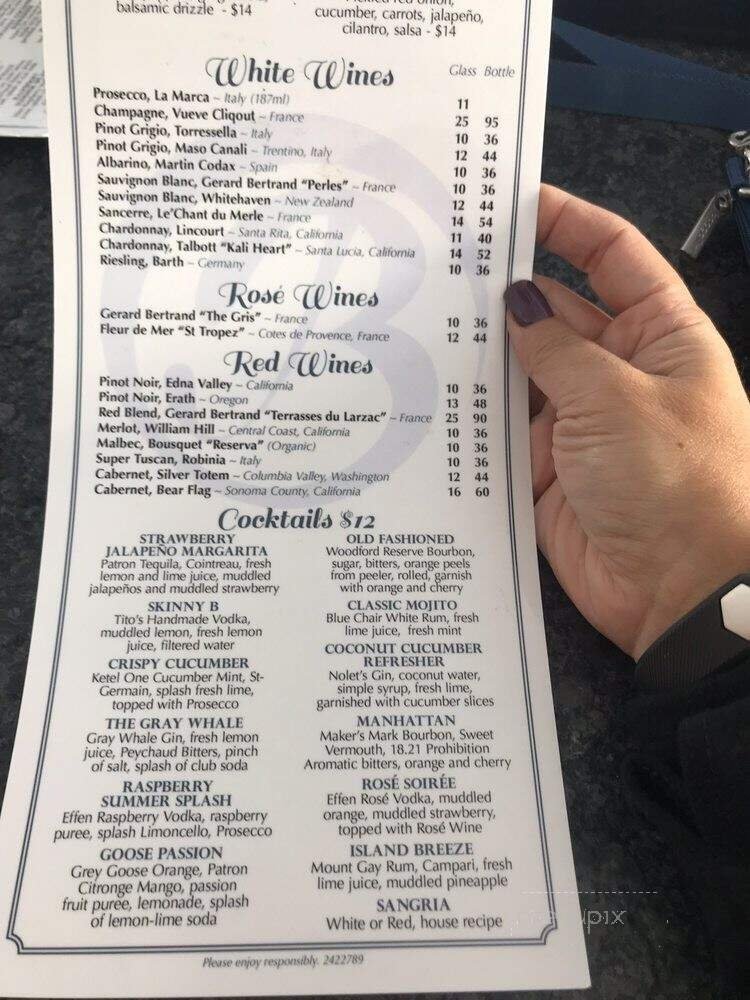 balsamic drizzle - $14
cucumber, carrots, jalapeño,
cilantro, salsa - $14
White Wines Glass Bottle
Prosecco, La Marca ~ Italy (187ml) 11
Champagne, Vueve Cliqout ~ France 25 95
Pinot Grigio, Torressella ~ Italy 10 36
Pinot Grigio, Maso Canali ~ Trentino, Italy 12 44
Albarino, Martin Codax ~ Spain 10 36
Sauvignon Blanc, Gerard Bertrand "Perles" ~ France 10 36
Sauvignon Blanc, Whitehaven ~ New Zealand 12 44
Sancerre, Le'Chant du Merle ~ France 14 54
Chardonnay, Lincourt ~ Santa Rita, California 11 40
Chardonnay, Talbott "Kali Heart" ~ Santa Lucia, California 14 52
Riesling, Barth ~ Germany 10 36
Rosé Wines
Gerard Bertrand "The Gris" ~ France 10 36
Fleur de Mer "St Tropez" ~ Cotes de Provence, France 12 44
Red Wines
Pinot Noir, Edna Valley ~ California 10 36
Pinot Noir, Erath ~ Oregon 13 48
Red Blend, Gerard Bertrand "Terrasses du Larzac" ~ France 25 90
Merlot, William Hill ~ Central Coast, California 10 36
Malbec, Bousquet "Reserva" (Organic) 10 36
Super Tuscan, Robinia ~ Italy 10 36
Cabernet, Silver Totem ~ Columbia Valley, Washington 12 44
Cabernet, Bear Flag ~ Sonoma County, California 16 60
Cocktails $12
STRAWBERRY
JALAPEÑO MARGARITA
Patron Tequila, Cointreau, fresh
lemon and lime juice, muddled
jalapeños and muddled strawberry
SKINNY B
Tito's Handmade Vodka,
muddled lemon, fresh lemon
juice, filtered water
CRISPY CUCUMBER
Ketel One Cucumber Mint, St-
Germain, splash fresh lime,
topped with Prosecco
THE GRAY WHALE
Gray Whale Gin, fresh lemon
juice, Peychaud Bitters, pinch
of salt, splash of club soda
RASPBERRY
SUMMER SPLASH
Effen Raspberry Vodka, raspberry
puree, splash Limoncello, Prosecco
GOOSE PASSION
Grey Goose Orange, Patron
Citronge Mango, passion
fruit puree, lemonade, splash
of lemon-lime soda
OLD FASHIONED
Woodford Reserve Bourbon,
sugar, bitters, orange peels
from peeler, rolled, garnish
with orange and cherry
CLASSIC MOJITO
Blue Chair White Rum, fresh
lime juice, fresh mint
COCONUT CUCUMBER
REFRESHER
Nolet's Gin, coconut water,
simple syrup, fresh lime,
garnished with cucumber slices
MANHATTAN
Maker's Mark Bourbon, Sweet
Vermouth, 18.21 Prohibition
Aromatic bitters, orange and cherry
ROSÉ SOIRÉE
Effen Rosé Vodka, muddled
orange, muddled strawberry,
topped with Rosé Wine
ISLAND BREEZE
Mount Gay Rum, Campari, fresh
lime juice, muddled pineapple
SANGRIA
White or Red, house recipe
Please enjoy responsibly. 2422789